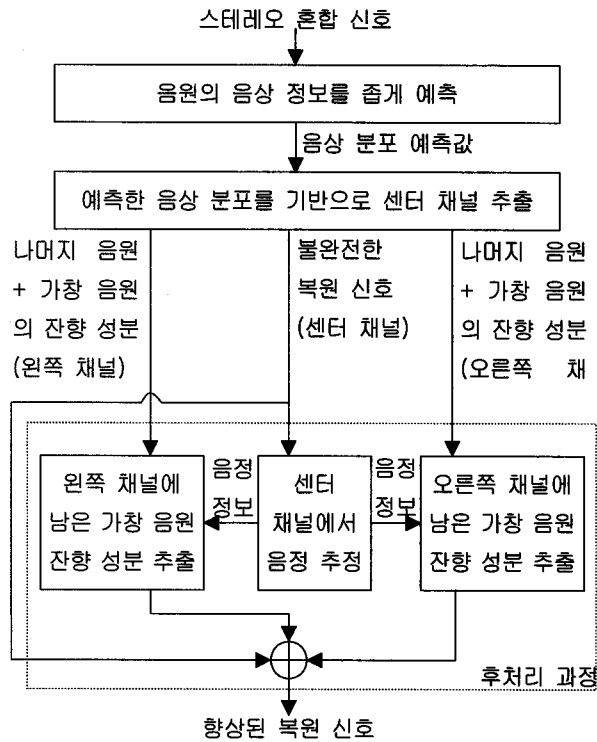 스테레오 혼합 신호
음원의 음상 정보를 좁게 예측
음상 분포 예측값
예측한 음상 분포를 기반으로 센터 채널 추출
나머지 음원
+ 가창 음원
의 잔향 성분
(왼쪽 채널)
불완전한
복원 신호
(센터 채널)
나머지 음원
+ 가창 음원
의 잔향 성분
(오른쪽 채
왼쪽 채널에
남은 가창 음원
잔향 성분 추출
음정
정보
센터
채널에서
음정 추정
음정
정보
오른쪽 채널에
남은 가창 음원
잔향 성분 추출
후처리 과정
향상된 복원 신호